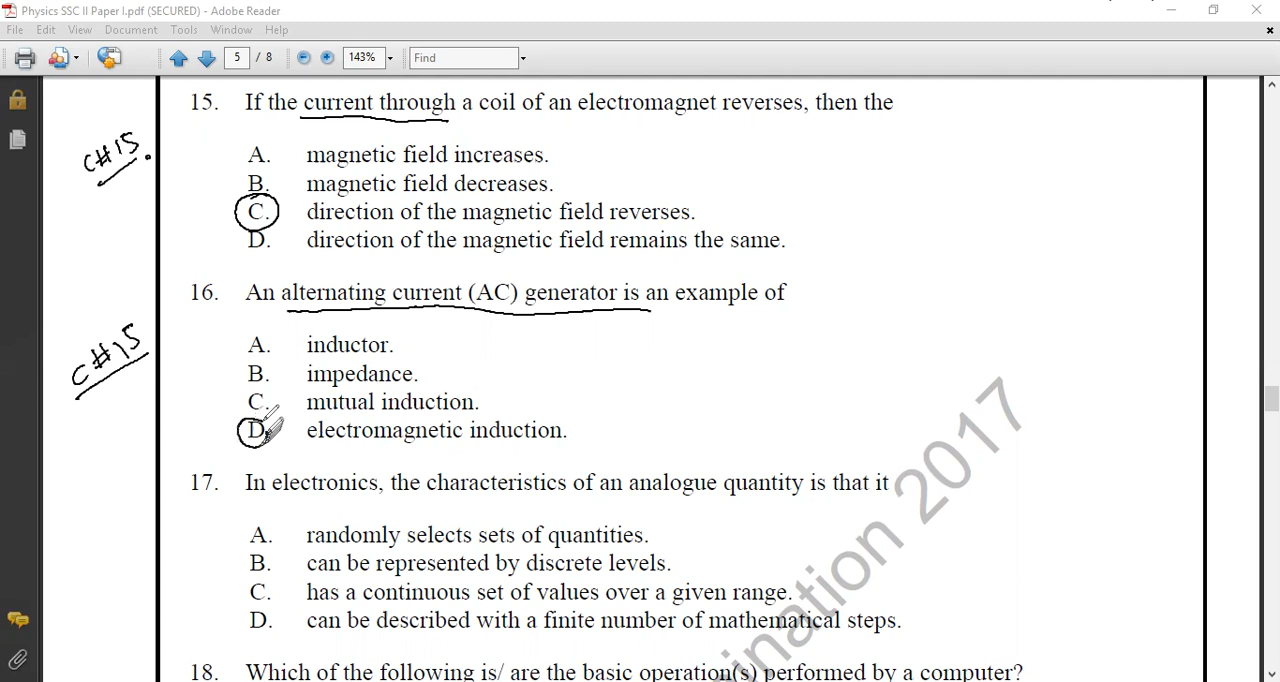 Physics SSC II Paper I.pdf (SECURED) - Adobe Reader
File Edit View Document Tools Window Help
5 / 8 143% Find
15. If the current through a coil of an electromagnet reverses, then the
C#15.
A. magnetic field increases.
B. magnetic field decreases.
C. direction of the magnetic field reverses.
D. direction of the magnetic field remains the same.
16. An alternating current (AC) generator is an example of
C#15
A. inductor.
B. impedance.
C. mutual induction.
D. electromagnetic induction.
17. In electronics, the characteristics of an analogue quantity is that it
A. randomly selects sets of quantities.
B. can be represented by discrete levels.
C. has a continuous set of values over a given range.
D. can be described with a finite number of mathematical steps.
18. Which of the following is/ are the basic operation(s) performed by a computer?
2017